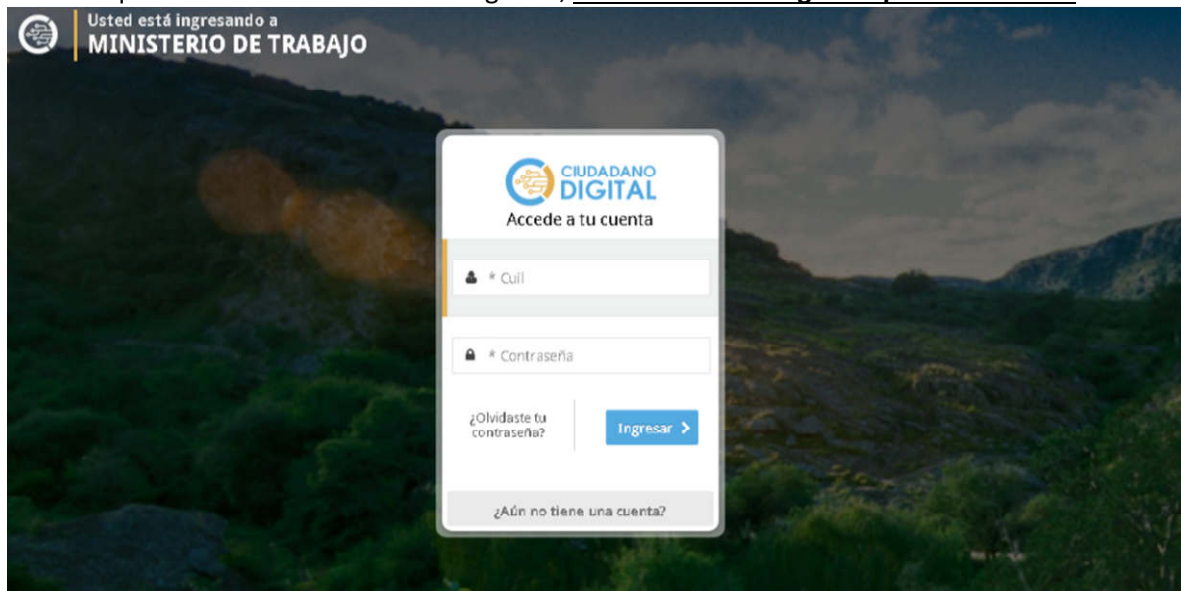 Usted está ingresando a
MINISTERIO DE TRABAJO
CIUDADANO
DIGITAL
Accede a tu cuenta
* Cuil
* Contraseña
¿Olvidaste tu
contraseña?
Ingresar
¿Aún no tiene una cuenta?